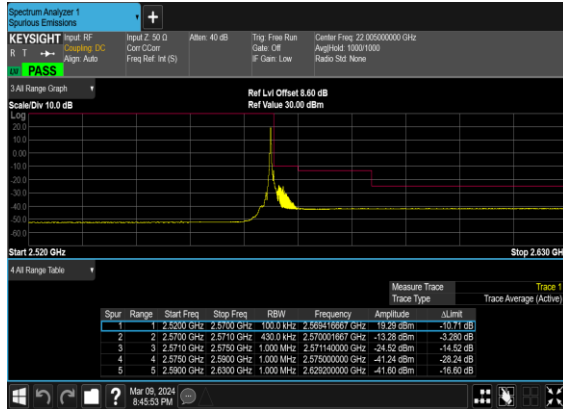 Spectrum Analyzer 1
Spurious Emissions
+
KEYSIGHT Input: RF Input Z: 50 Ω Atten: 40 dB Trig: Free Run Center Freq: 22.005000000 GHz
R T Coupling: DC Corr CCorr Gate: Off Avg|Hold: 1000/1000
Align: Auto Freq Ref: Int (S) IF Gain: Low Radio Std: None
PASS
3 All Range Graph
Ref Lvl Offset 8.60 dB
Scale/Div 10.0 dB Ref Value 30.00 dBm
Log
20.0
10.0
0.00
-10.0
-20.0
-30.0
-40.0
-50.0
-60.0
Start 2.520 GHz Stop 2.630 GH
4 All Range Table
Measure Trace Trace 1
Trace Type Trace Average (Active)
Spur Range Start Freq Stop Freq RBW Frequency Amplitude ΔLimit
1 1 2.5200 GHz 2.5700 GHz 100.0 kHz 2.569416667 GHz 19.29 dBm -10.71 dB
2 2 2.5700 GHz 2.5710 GHz 430.0 kHz 2.570001667 GHz -13.28 dBm -3.280 dB
3 3 2.5710 GHz 2.5750 GHz 1.000 MHz 2.571140000 GHz -24.52 dBm -14.52 dB
4 4 2.5750 GHz 2.5900 GHz 1.000 MHz 2.575000000 GHz -41.24 dBm -28.24 dB
5 5 2.5900 GHz 2.6300 GHz 1.000 MHz 2.629200000 GHz -41.60 dBm -16.60 dB
? Mar 09, 2024
8:45:53 PM